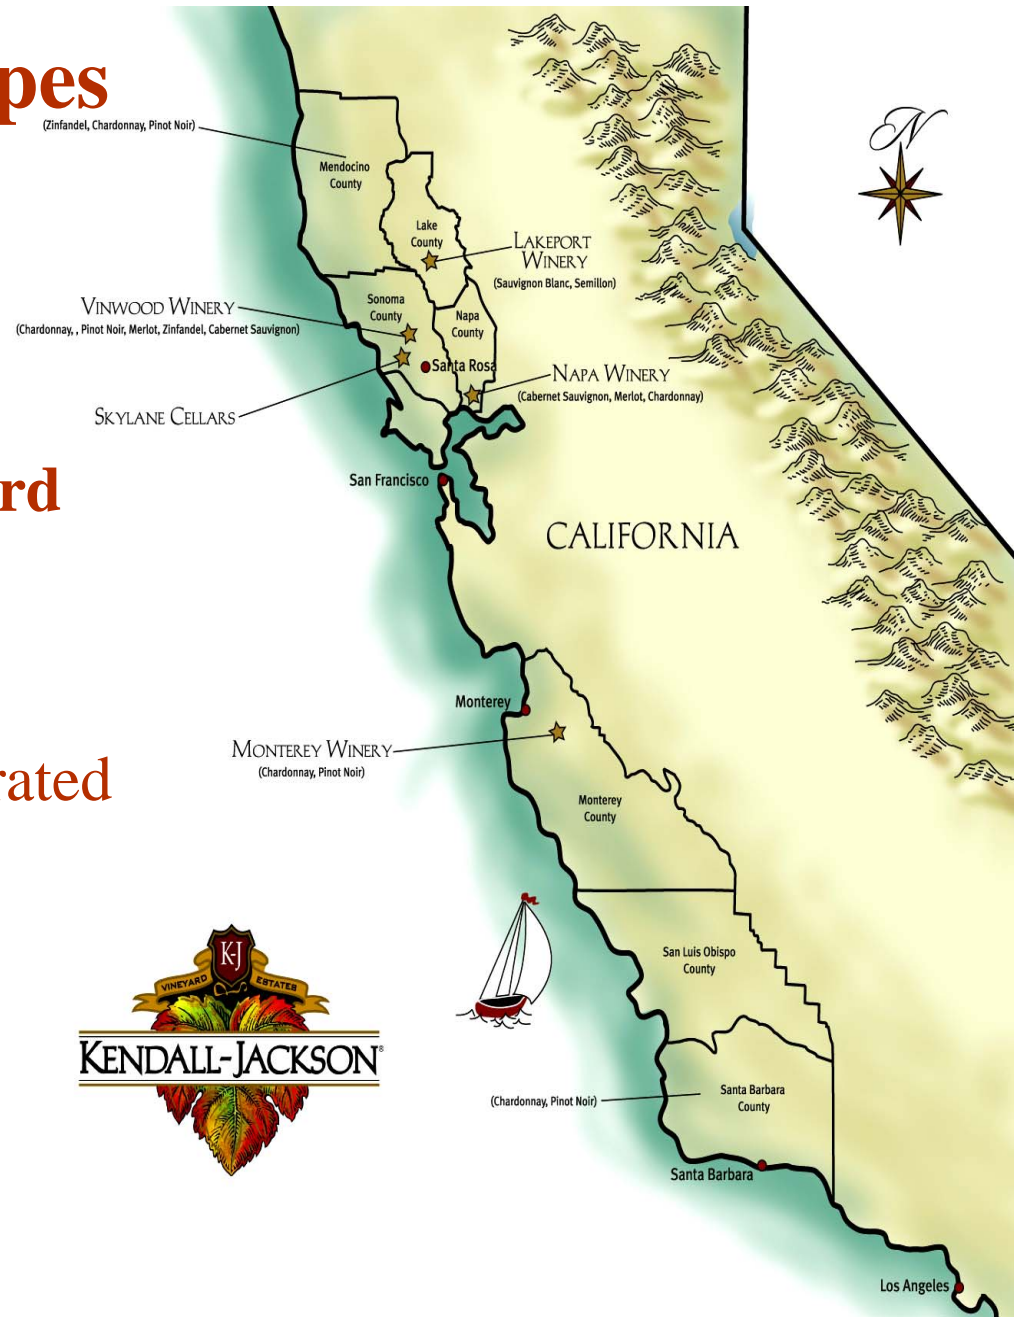 pes
(Zinfandel, Chardonnay, Pinot Noir)
N
Mendocino
County
Lake
County
LAKEPORT
WINERY
(Sauvignon Blanc, Semillon)
VINWOOD WINERY
(Chardonnay, , Pinot Noir, Merlot, Zinfandel, Cabernet Sauvignon)
Sonoma
County
Napa
County
Santa Rosa
NAPA WINERY
(Cabernet Sauvignon, Merlot, Chardonnay)
SKYLANE CELLARS
rd
San Francisco
CALIFORNIA
Monterey
MONTEREY WINERY
(Chardonnay, Pinot Noir)
rated
Monterey
County
K-J
VINEYARD ESTATES
KENDALL-JACKSON®
San Luis Obispo
County
(Chardonnay, Pinot Noir)
Santa Barbara
County
Santa Barbara
Los Angeles